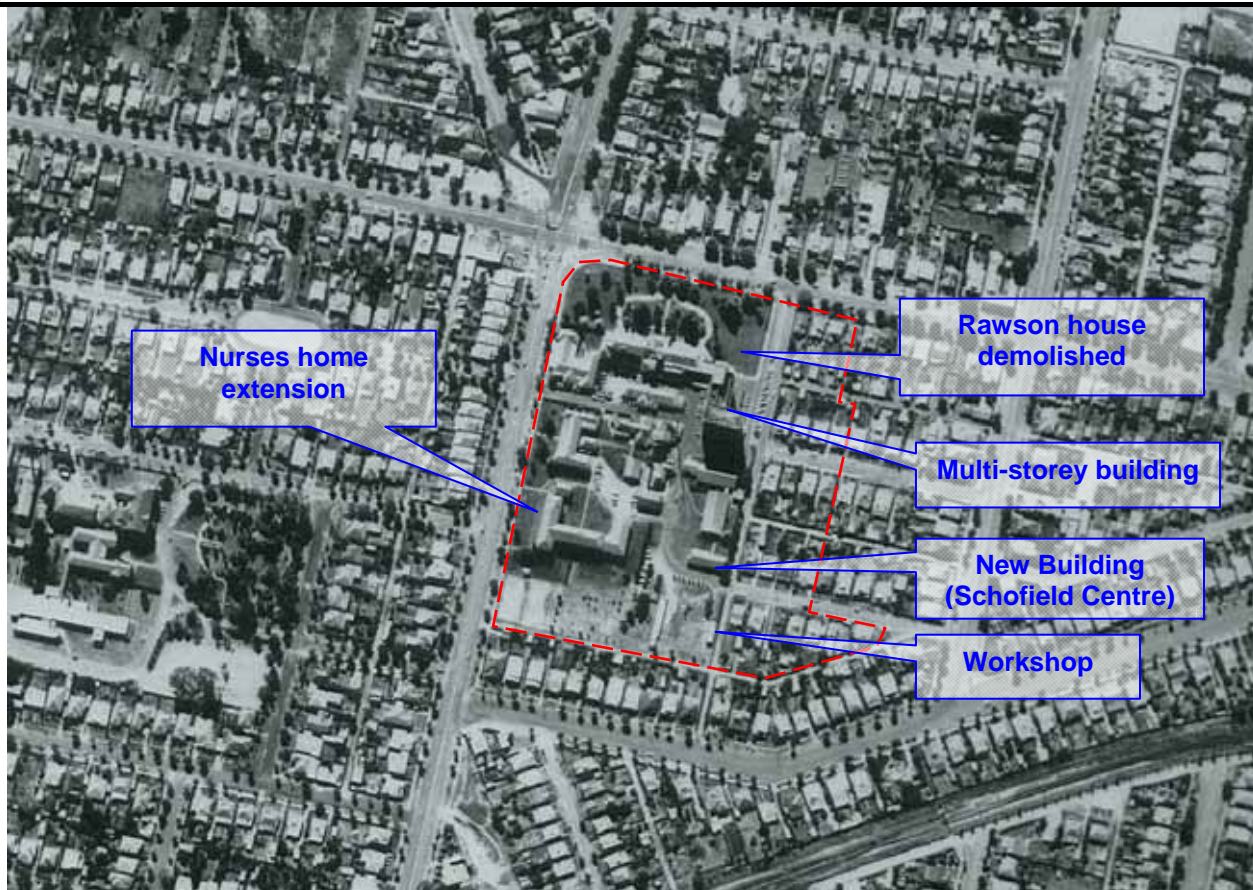 Nurses home
extension
Rawson house
demolished
Multi-storey building
New Building
(Schofield Centre)
Workshop